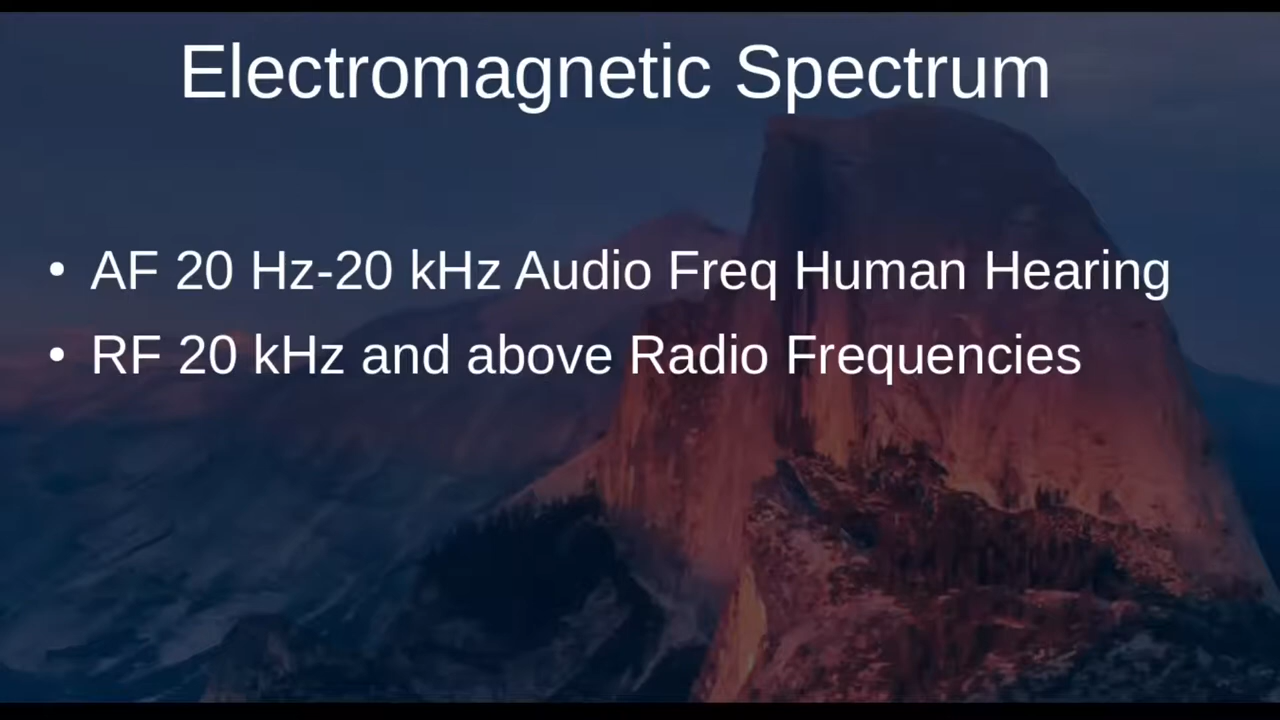 Electromagnetic Spectrum
• AF 20 Hz-20 kHz Audio Freq Human Hearing
• RF 20 kHz and above Radio Frequencies